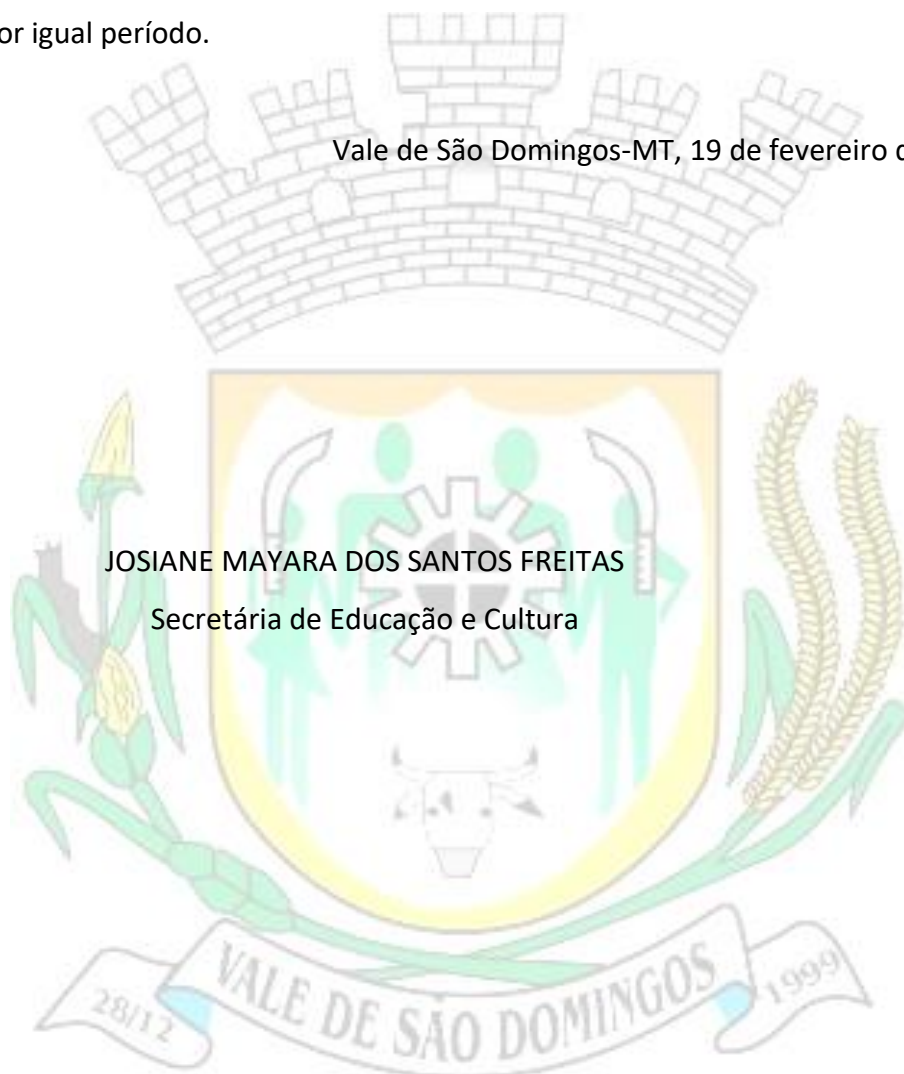 or igual período.
Vale de São Domingos-MT, 19 de fevereiro
JOSIANE MAYARA DOS SANTOS FREITAS
Secretária de Educação e Cultura
28/12 VALE DE SÃO DOMINGOS 1999